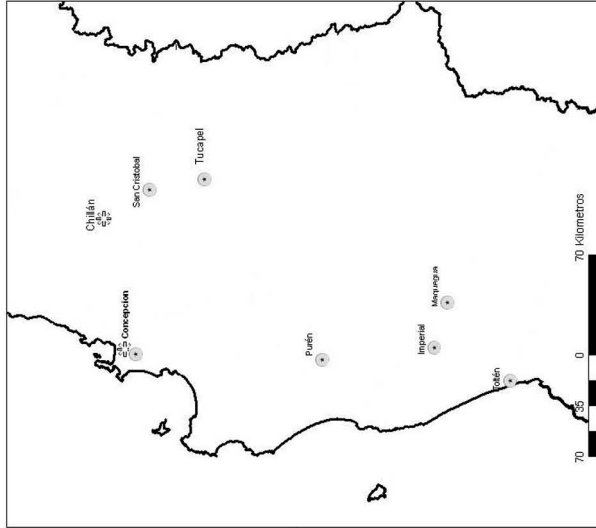 Chillán
San Cristobal
Tucapel
Concepcion
Purén
Imperial
Maquegua
Toltén
70 35 0 70 Kilometros